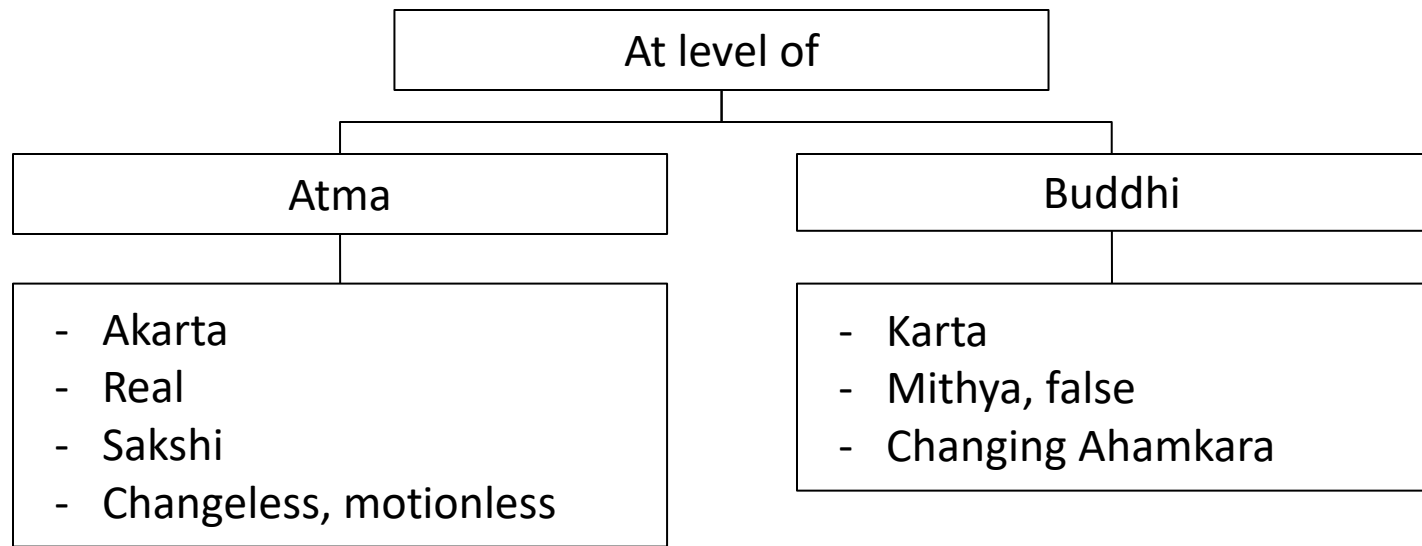 At level of
Atma
Buddhi
- Akarta
- Real
- Sakshi
- Changeless, motionless
- Karta
- Mithya, false
- Changing Ahamkara